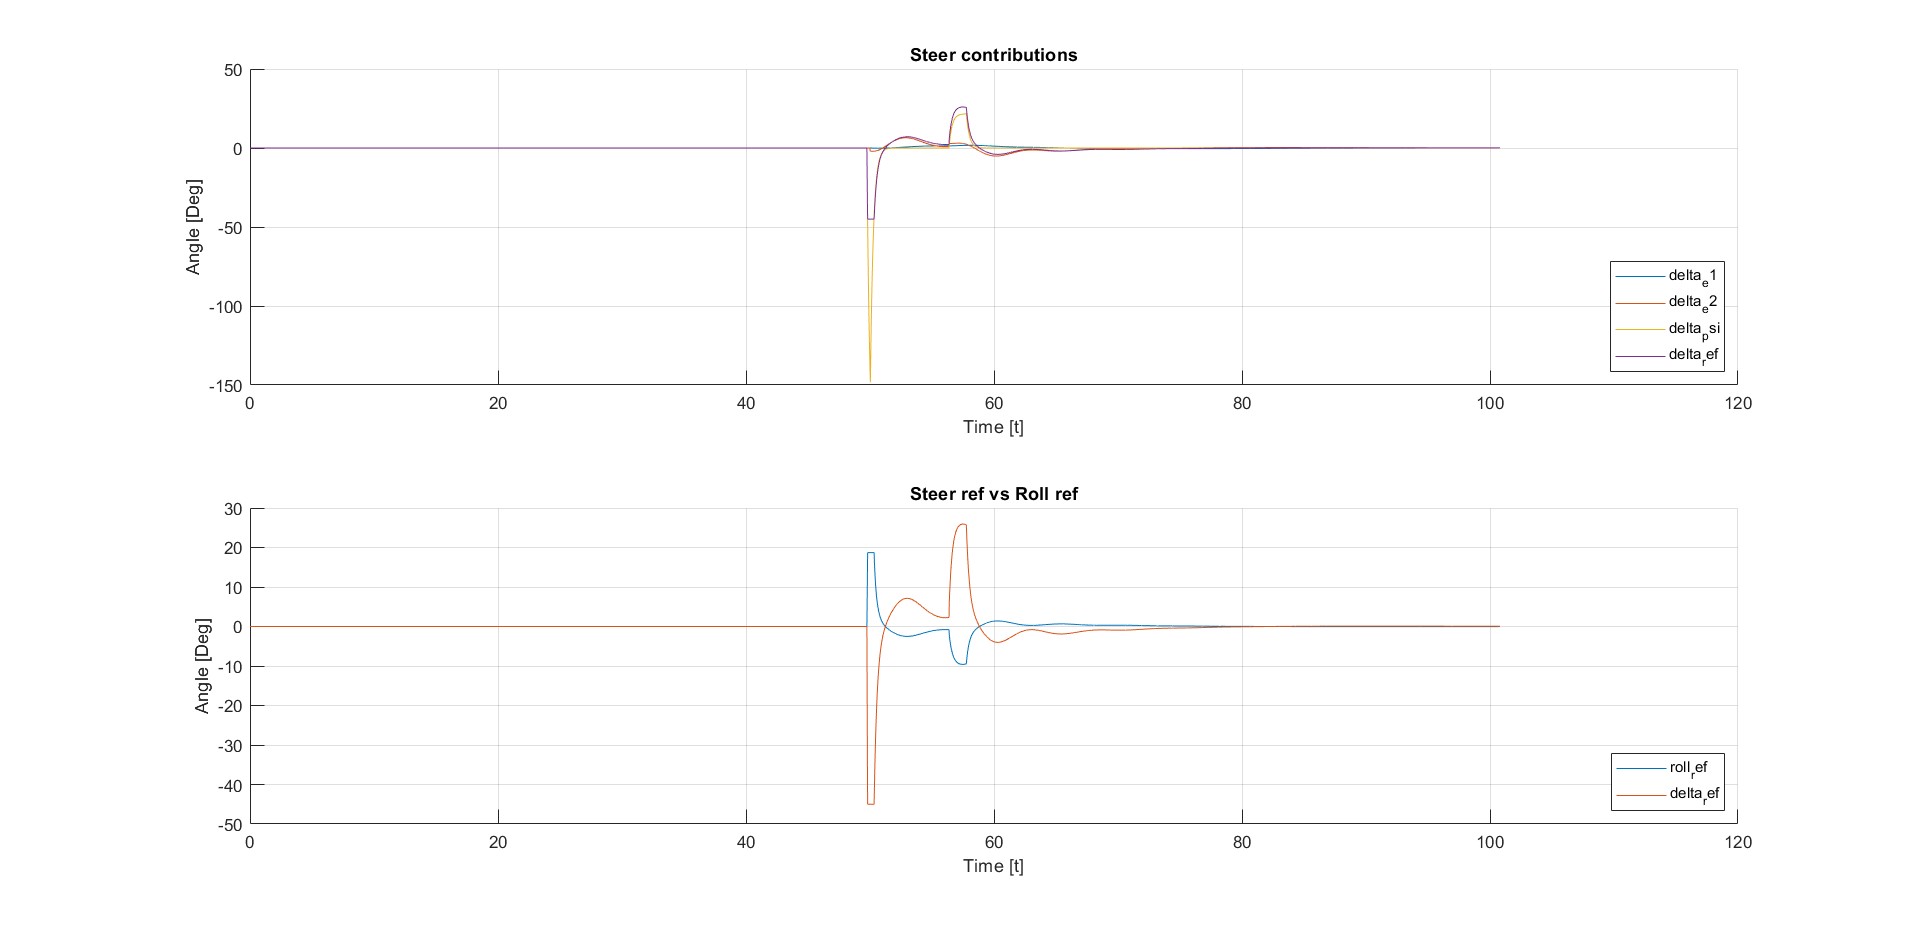 Steer contributions
50
0
-50
-100
-150
Angle [Deg]
0 20 40 60 80 100 120
Time [t]
delta_e1
delta_e2
delta_psi
delta_ref
Steer ref vs Roll ref
30
20
10
0
-10
-20
-30
-40
-50
Angle [Deg]
0 20 40 60 80 100 120
Time [t]
roll_ref
delta_ref